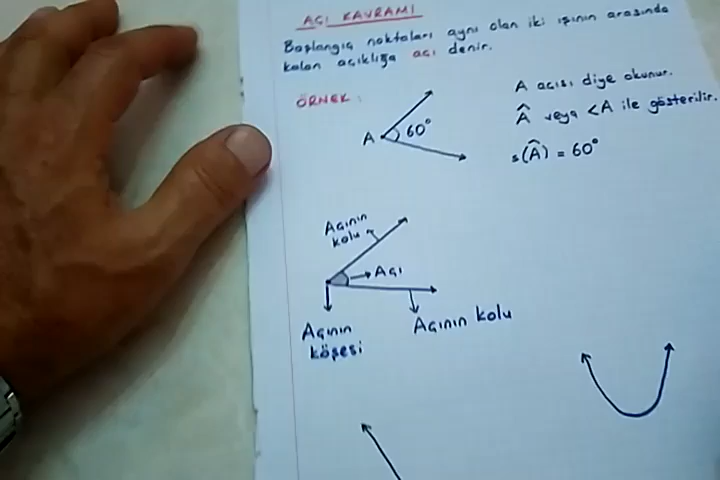 AÇI KAVRAMI
Başlangıç noktaları aynı olan iki ışının arasında
kalan açıklığa açı denir.
ÖRNEK:
A 60°
A açısı diye okunur.
Â veya <A ile gösterilir.
s(Â) = 60°
Açının
kolu
Açı
Açının kolu
Açının
köşesi